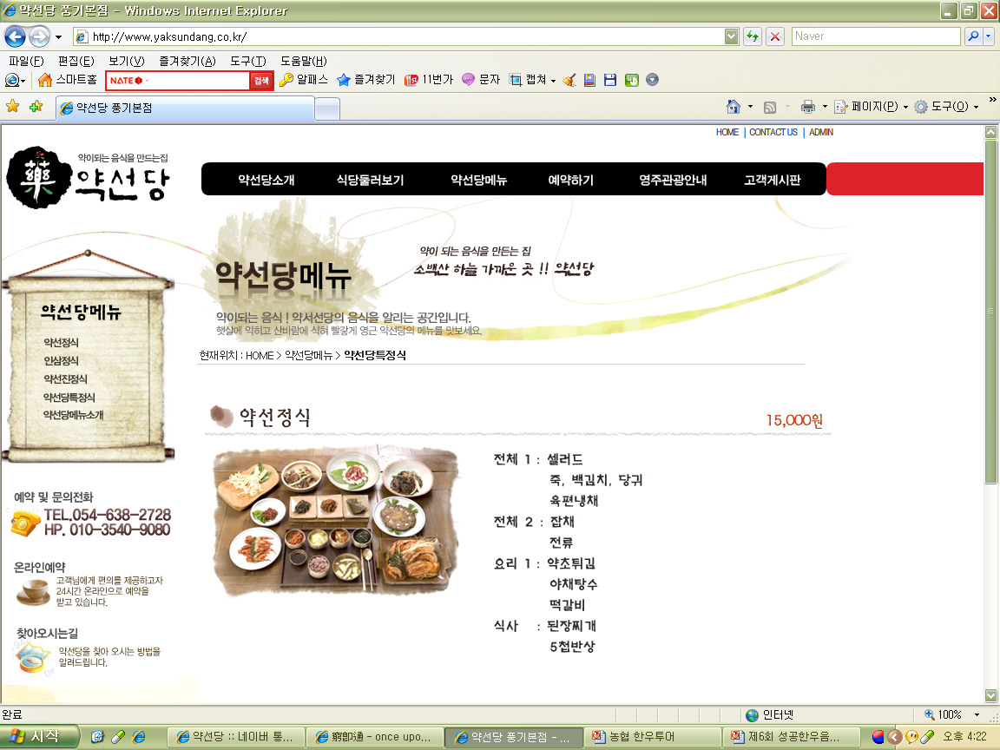 약선당 풍기본점 - Windows Internet Explorer
http://www.yaksundang.co.kr/
Naver
파일(F) 편집(E) 보기(V) 즐겨찾기(A) 도구(T) 도움말(H)
스마트홈 NATE 검색 알패스 즐겨찾기 11번가 문자 캡쳐
약선당 풍기본점
페이지(P) 도구(O)
HOME | CONTACT US | ADMIN
약이되는 음식을 만드는집
藥 약선당
약선당소개 식당둘러보기 약선당메뉴 예약하기 영주관광안내 고객게시판
약이 되는 음식을 만든는 집
소백산 하늘 가까운 곳 !! 약선당
약선당메뉴
약이되는 음식 ! 약서선당의 음식을 알리는 공간입니다.
햇살에 익히고 산바람에 식혀 빨갛게 영근 약선당의 메뉴를 맛보세요.
현재위치 : HOME > 약선당메뉴 > 약선당특정식
약선당메뉴
약선정식
인삼정식
약선진정식
약선당특정식
약선당메뉴소개
약선정식
15,000원
전체 1 : 샐러드
죽, 백김치, 당귀
육편냉채
전체 2 : 잡채
전류
요리 1 : 약초튀김
야채탕수
떡갈비
식사 : 된장찌개
5첩반상
예약 및 문의전화
TEL.054-638-2728
HP. 010-3540-9080
온라인예약
고객님에게 편의를 제공하고자
24시간 온라인으로 예약을
받고 있습니다.
찾아오시는길
약선당을 찾아 오시는 방법을
알려드립니다.
완료
인터넷
100%
시작
약선당 :: 네이버 통...
窮卽通 - once upo...
약선당 풍기본점 - ...
농협 한우투어
제6회 성공한우음...
오후 4:22